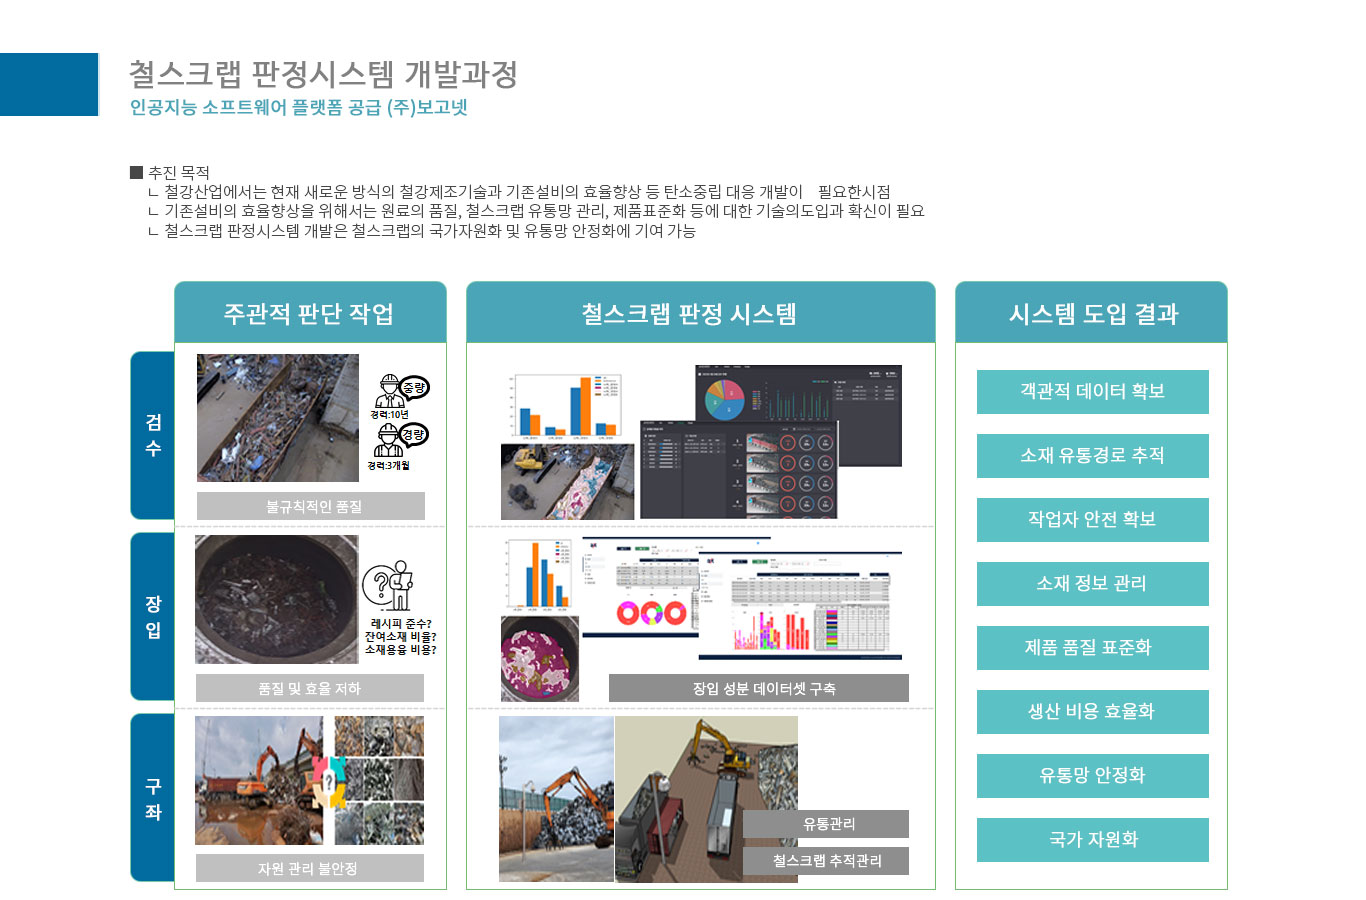 철스크랩 판정시스템 개발과정
인공지능 소프트웨어 플랫폼 공급 (주)보고넷
■ 추진 목적
ㄴ 철강산업에서는 현재 새로운 방식의 철강제조기술과 기존설비의 효율향상 등 탄소중립 대응 개발이 필요한시점
ㄴ 기존설비의 효율향상을 위해서는 원료의 품질, 철스크랩 유통망 관리, 제품표준화 등에 대한 기술의도입과 확신이 필요
ㄴ 철스크랩 판정시스템 개발은 철스크랩의 국가자원화 및 유통망 안정화에 기여 가능
주관적 판단 작업
철스크랩 판정 시스템
시스템 도입 결과
검수
중량
경력:10년
경량
경력:3개월
불규칙적인 품질
장입
레시피 준수?
잔여소재 비율?
소재용융 비용?
품질 및 효율 저하
장입 성분 데이터셋 구축
구좌
자원 관리 불안정
유통관리
철스크랩 추적관리
객관적 데이터 확보
소재 유통경로 추적
작업자 안전 확보
소재 정보 관리
제품 품질 표준화
생산 비용 효율화
유통망 안정화
국가 자원화